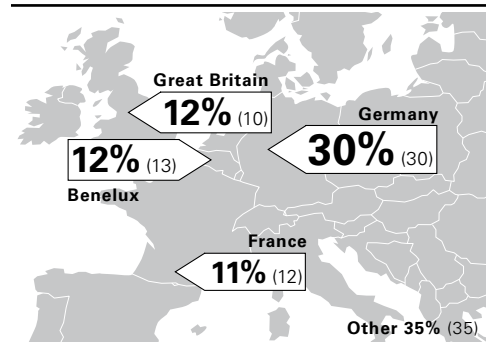 Great Britain
12% (10)
Germany
30% (30)
12% (13)
Benelux
France
11% (12)
Other 35% (35)